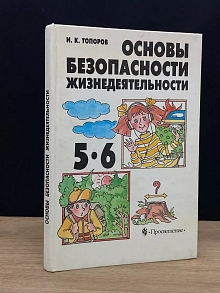 И. К. ТОПОРОВ
ОСНОВЫ
БЕЗОПАСНОСТИ
ЖИЗНЕДЕЯТЕЛЬНОСТИ
5·6
?
«Просвещение»
ОСНОВЫ БЕЗОПАСНОСТИ ЖИЗНЕДЕЯТЕЛЬНОСТИ